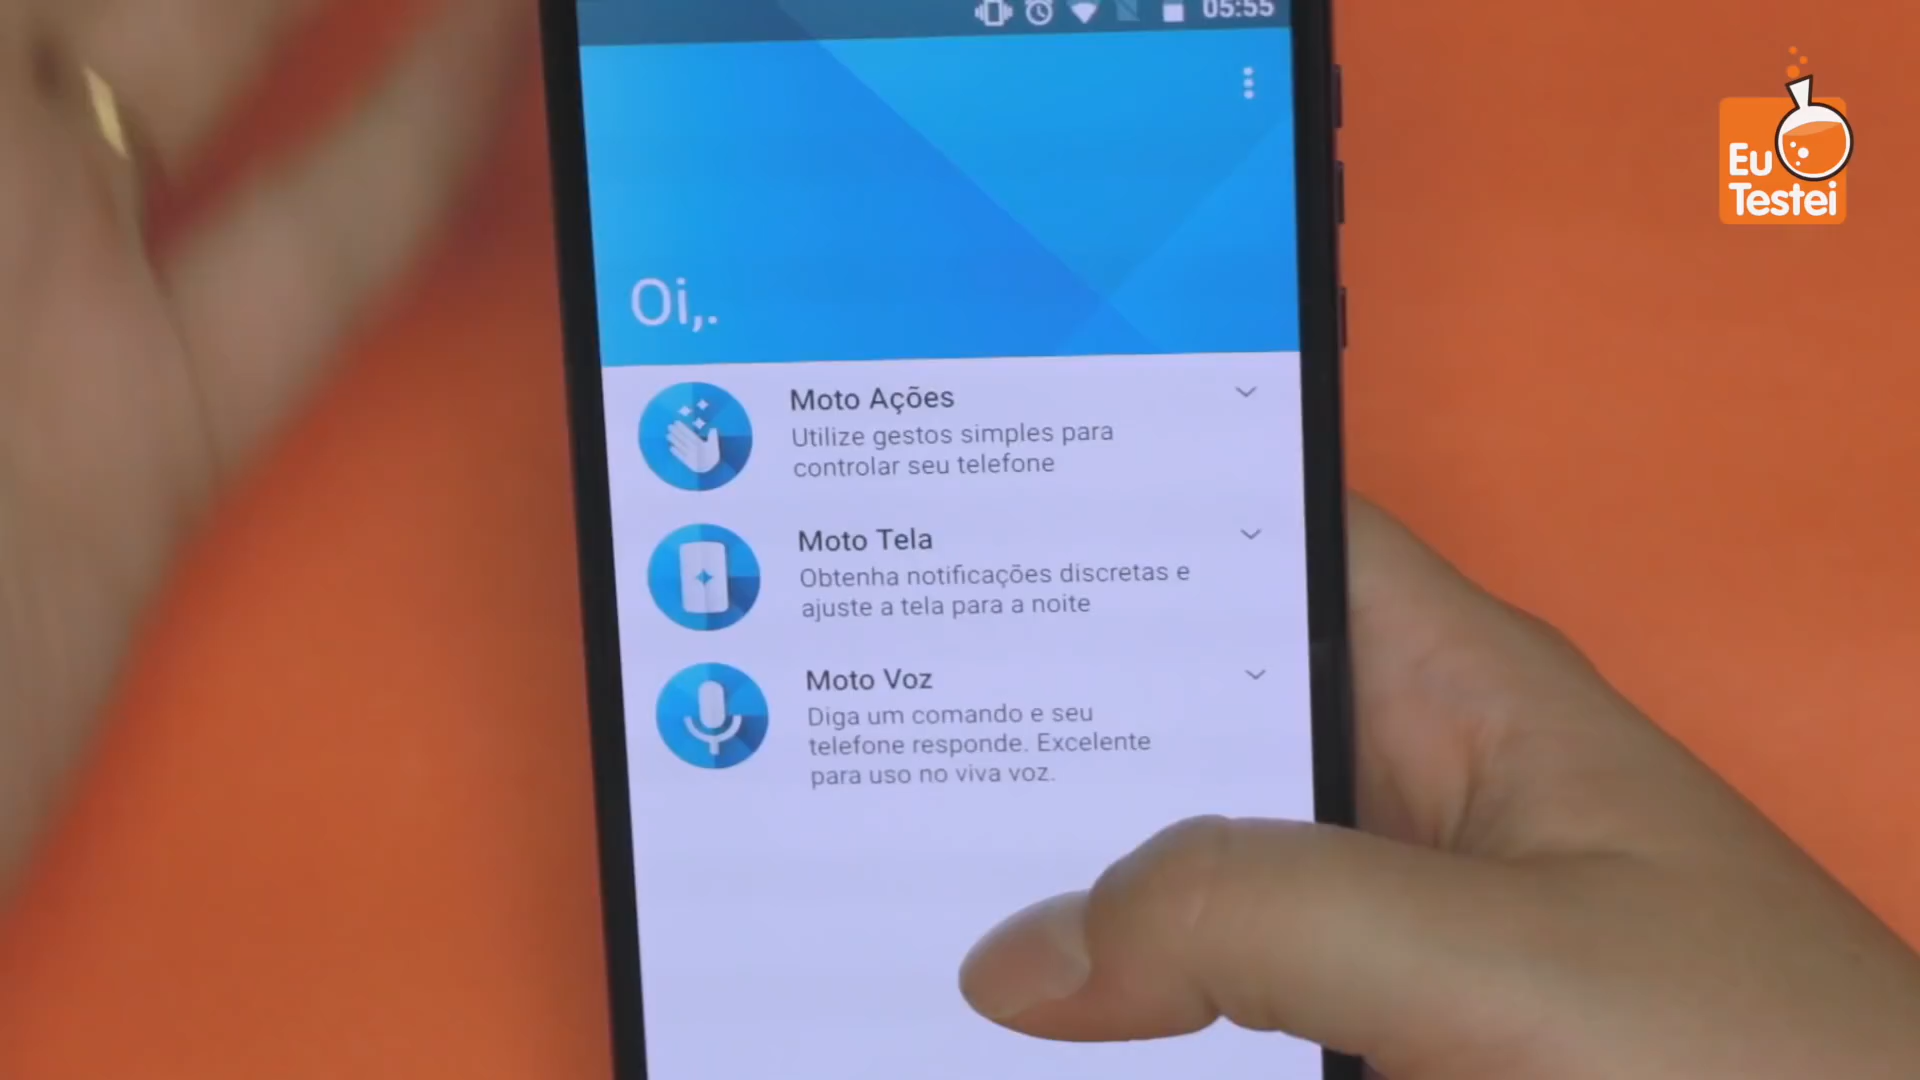 05:55
Eu
Testei
Oi,.
Moto Ações
Utilize gestos simples para
controlar seu telefone
Moto Tela
Obtenha notificações discretas e
ajuste a tela para a noite
Moto Voz
Diga um comando e seu
telefone responde. Excelente
para uso no viva voz.